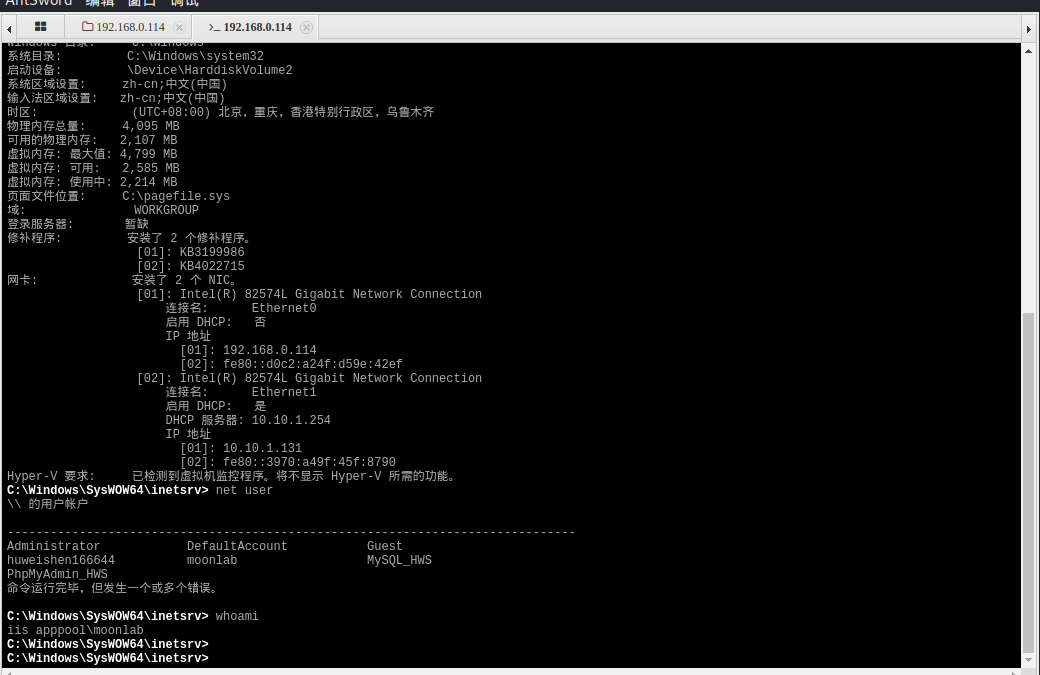 AntSword 编辑 窗口 调试
192.168.0.114 >_ 192.168.0.114
Windows 目录: C:\Windows
系统目录: C:\Windows\system32
启动设备: \Device\HarddiskVolume2
系统区域设置: zh-cn;中文(中国)
输入法区域设置: zh-cn;中文(中国)
时区: (UTC+08:00) 北京，重庆，香港特别行政区，乌鲁木齐
物理内存总量: 4,095 MB
可用的物理内存: 2,107 MB
虚拟内存: 最大值: 4,799 MB
虚拟内存: 可用: 2,585 MB
虚拟内存: 使用中: 2,214 MB
页面文件位置: C:\pagefile.sys
域: WORKGROUP
登录服务器: 暂缺
修补程序: 安装了 2 个修补程序。
[01]: KB3199986
[02]: KB4022715
网卡: 安装了 2 个 NIC。
[01]: Intel(R) 82574L Gigabit Network Connection
连接名: Ethernet0
启用 DHCP: 否
IP 地址
[01]: 192.168.0.114
[02]: fe80::d0c2:a24f:d59e:42ef
[02]: Intel(R) 82574L Gigabit Network Connection
连接名: Ethernet1
启用 DHCP: 是
DHCP 服务器: 10.10.1.254
IP 地址
[01]: 10.10.1.131
[02]: fe80::3970:a49f:45f:8790
Hyper-V 要求: 已检测到虚拟机监控程序。将不显示 Hyper-V 所需的功能。
C:\Windows\SysWOW64\inetsrv> net user
\\ 的用户帐户
-------------------------------------------------------------------------------
Administrator DefaultAccount Guest
huweishen166644 moonlab MySQL_HWS
PhpMyAdmin_HWS
命令运行完毕，但发生一个或多个错误。
C:\Windows\SysWOW64\inetsrv> whoami
iis apppool\moonlab
C:\Windows\SysWOW64\inetsrv>
C:\Windows\SysWOW64\inetsrv>